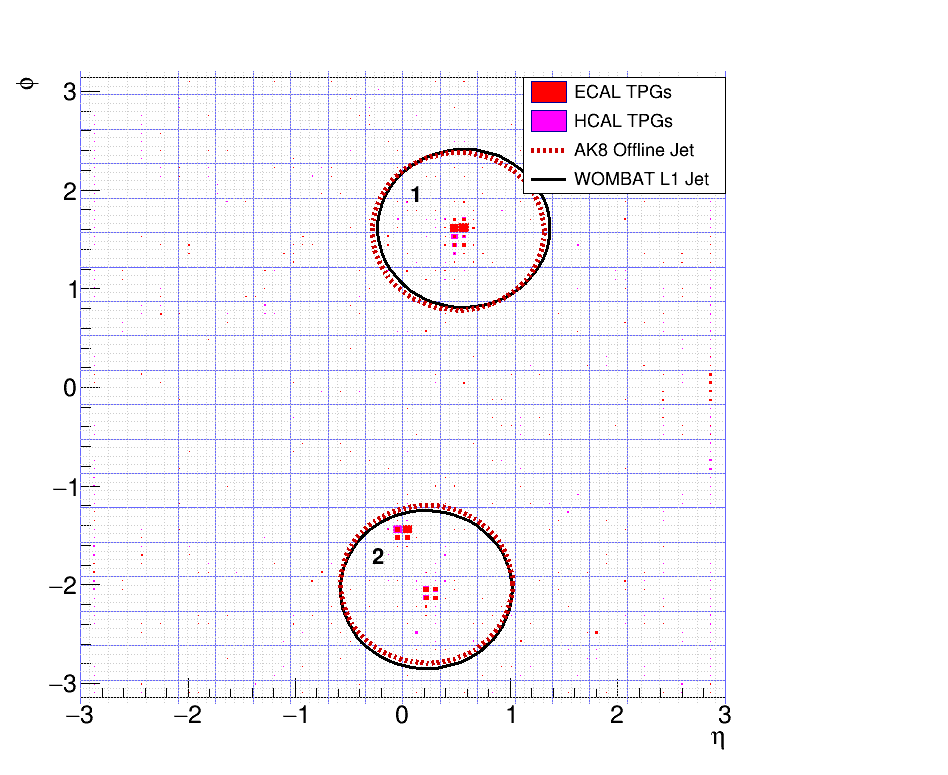 φ
3
ECAL TPGs
HCAL TPGs
AK8 Offline Jet
WOMBAT L1 Jet
2
1
1
0
−1
2
−2
−3
−3 −2 −1 0 1 2 3
η